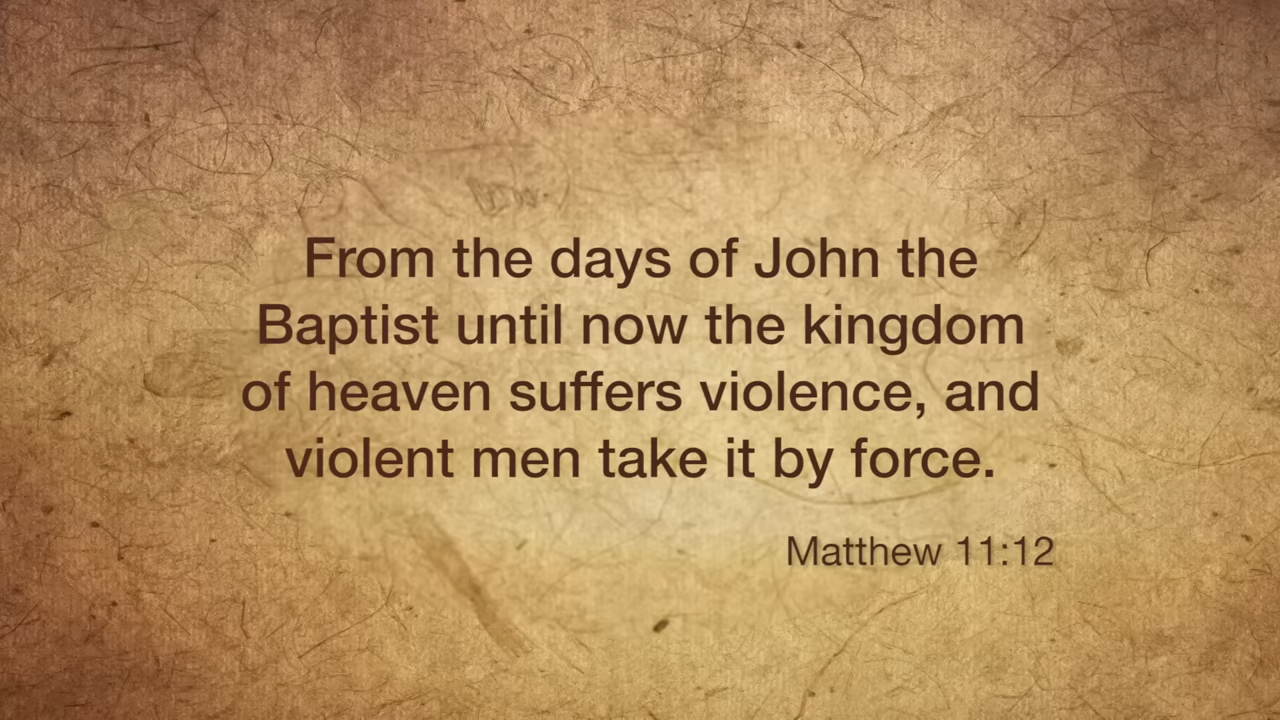 From the days of John the
Baptist until now the kingdom
of heaven suffers violence, and
violent men take it by force.
Matthew 11:12